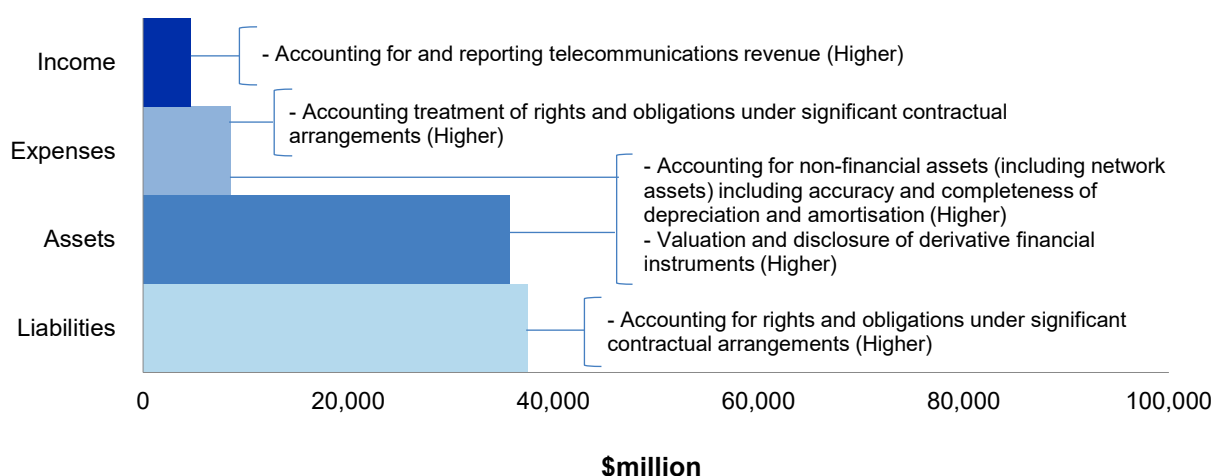 Income
- Accounting for and reporting telecommunications revenue (Higher)
Expenses
- Accounting treatment of rights and obligations under significant contractual
arrangements (Higher)
- Accounting for non-financial assets (including network
assets) including accuracy and completeness of
depreciation and amortisation (Higher)
- Valuation and disclosure of derivative financial
instruments (Higher)
Assets
Liabilities
- Accounting for rights and obligations under significant
contractual arrangements (Higher)
0 20,000 40,000 60,000 80,000 100,000
$million